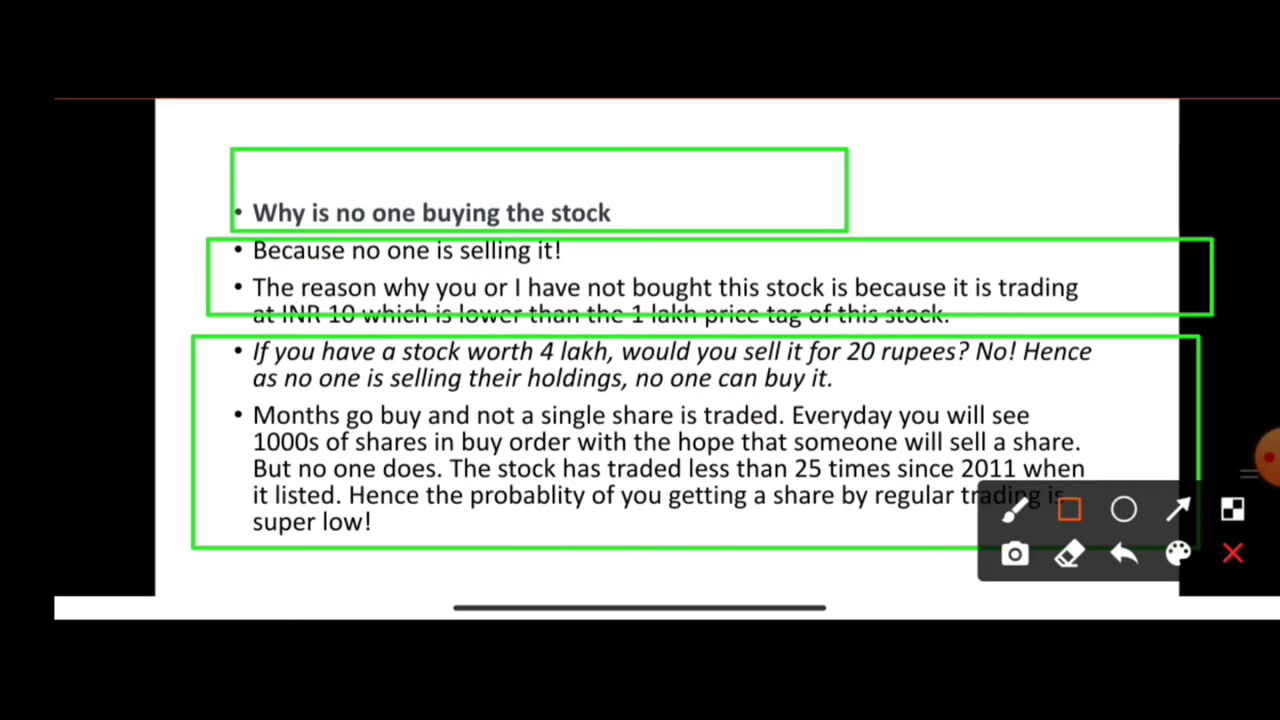 • Why is no one buying the stock
• Because no one is selling it!
• The reason why you or I have not bought this stock is because it is trading
at INR 10 which is lower than the 1 lakh price tag of this stock.
• If you have a stock worth 4 lakh, would you sell it for 20 rupees? No! Hence
as no one is selling their holdings, no one can buy it.
• Months go buy and not a single share is traded. Everyday you will see
1000s of shares in buy order with the hope that someone will sell a share.
But no one does. The stock has traded less than 25 times since 2011 when
it listed. Hence the probablity of you getting a share by regular trading is
super low!